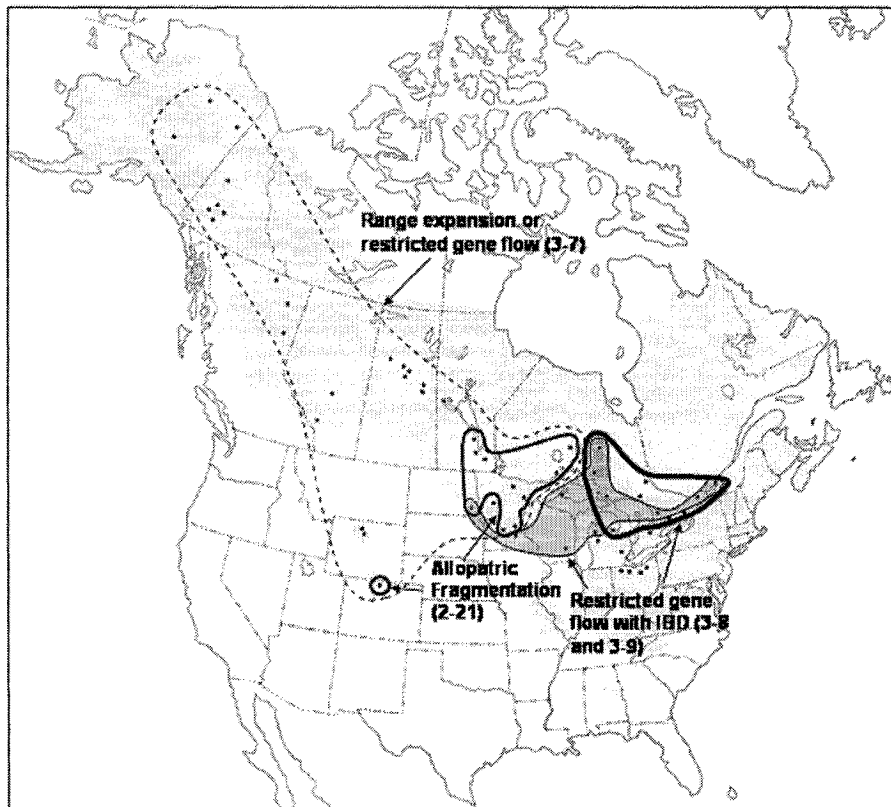 Range expansion or
restricted gene flow (3-7)
Allopatric
Fragmentation
(2-21)
Restricted gene
flow with IBD (3-8
and 3-9)